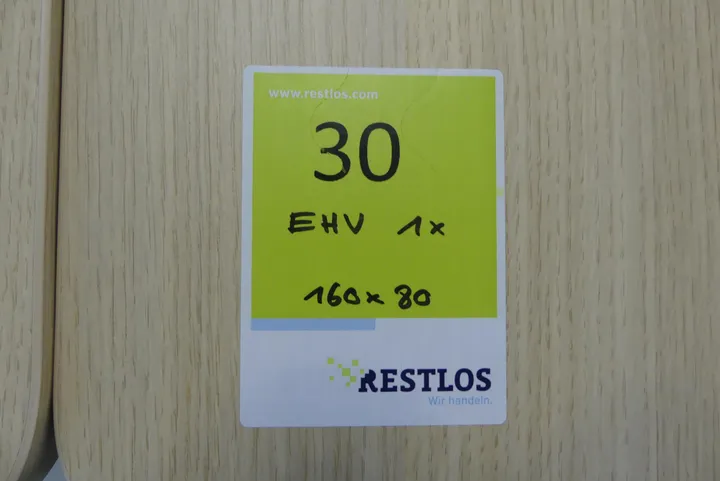 www.restlos.com
30
EHV 1x
160x80
RESTLOS
Wir handeln.